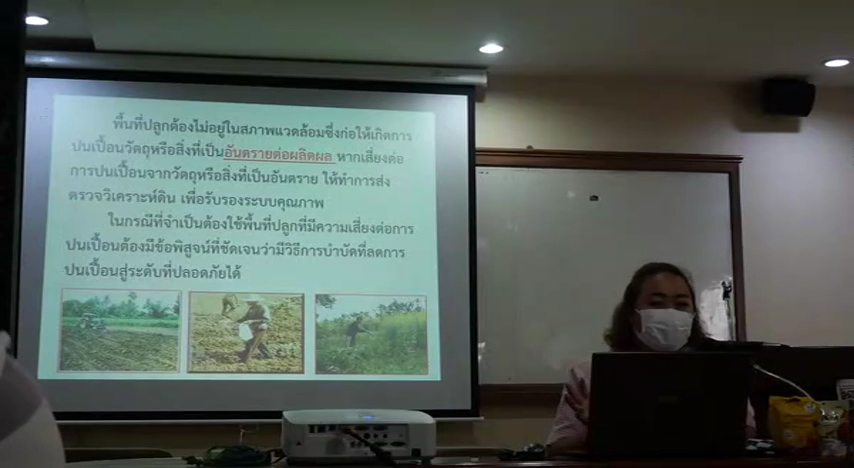 พื้นที่ปลูกต้องไม่อยู่ในสภาพแวดล้อมซึ่งก่อให้เกิดการ
ปนเปื้อนวัตถุหรือสิ่งที่เป็นอันตรายต่อผลิตผล หากเสี่ยงต่อ
การปนเปื้อนจากวัตถุหรือสิ่งที่เป็นอันตราย ให้ทำการส่ง
ตรวจวิเคราะห์ดิน เพื่อรับรองระบบคุณภาพ
ในกรณีที่จำเป็นต้องใช้พื้นที่ปลูกที่มีความเสี่ยงต่อการ
ปนเปื้อนต้องมีข้อพิสูจน์ที่ชัดเจนว่ามีวิธีการบำบัดที่ลดการ
ปนเปื้อนสู่ระดับที่ปลอดภัยได้